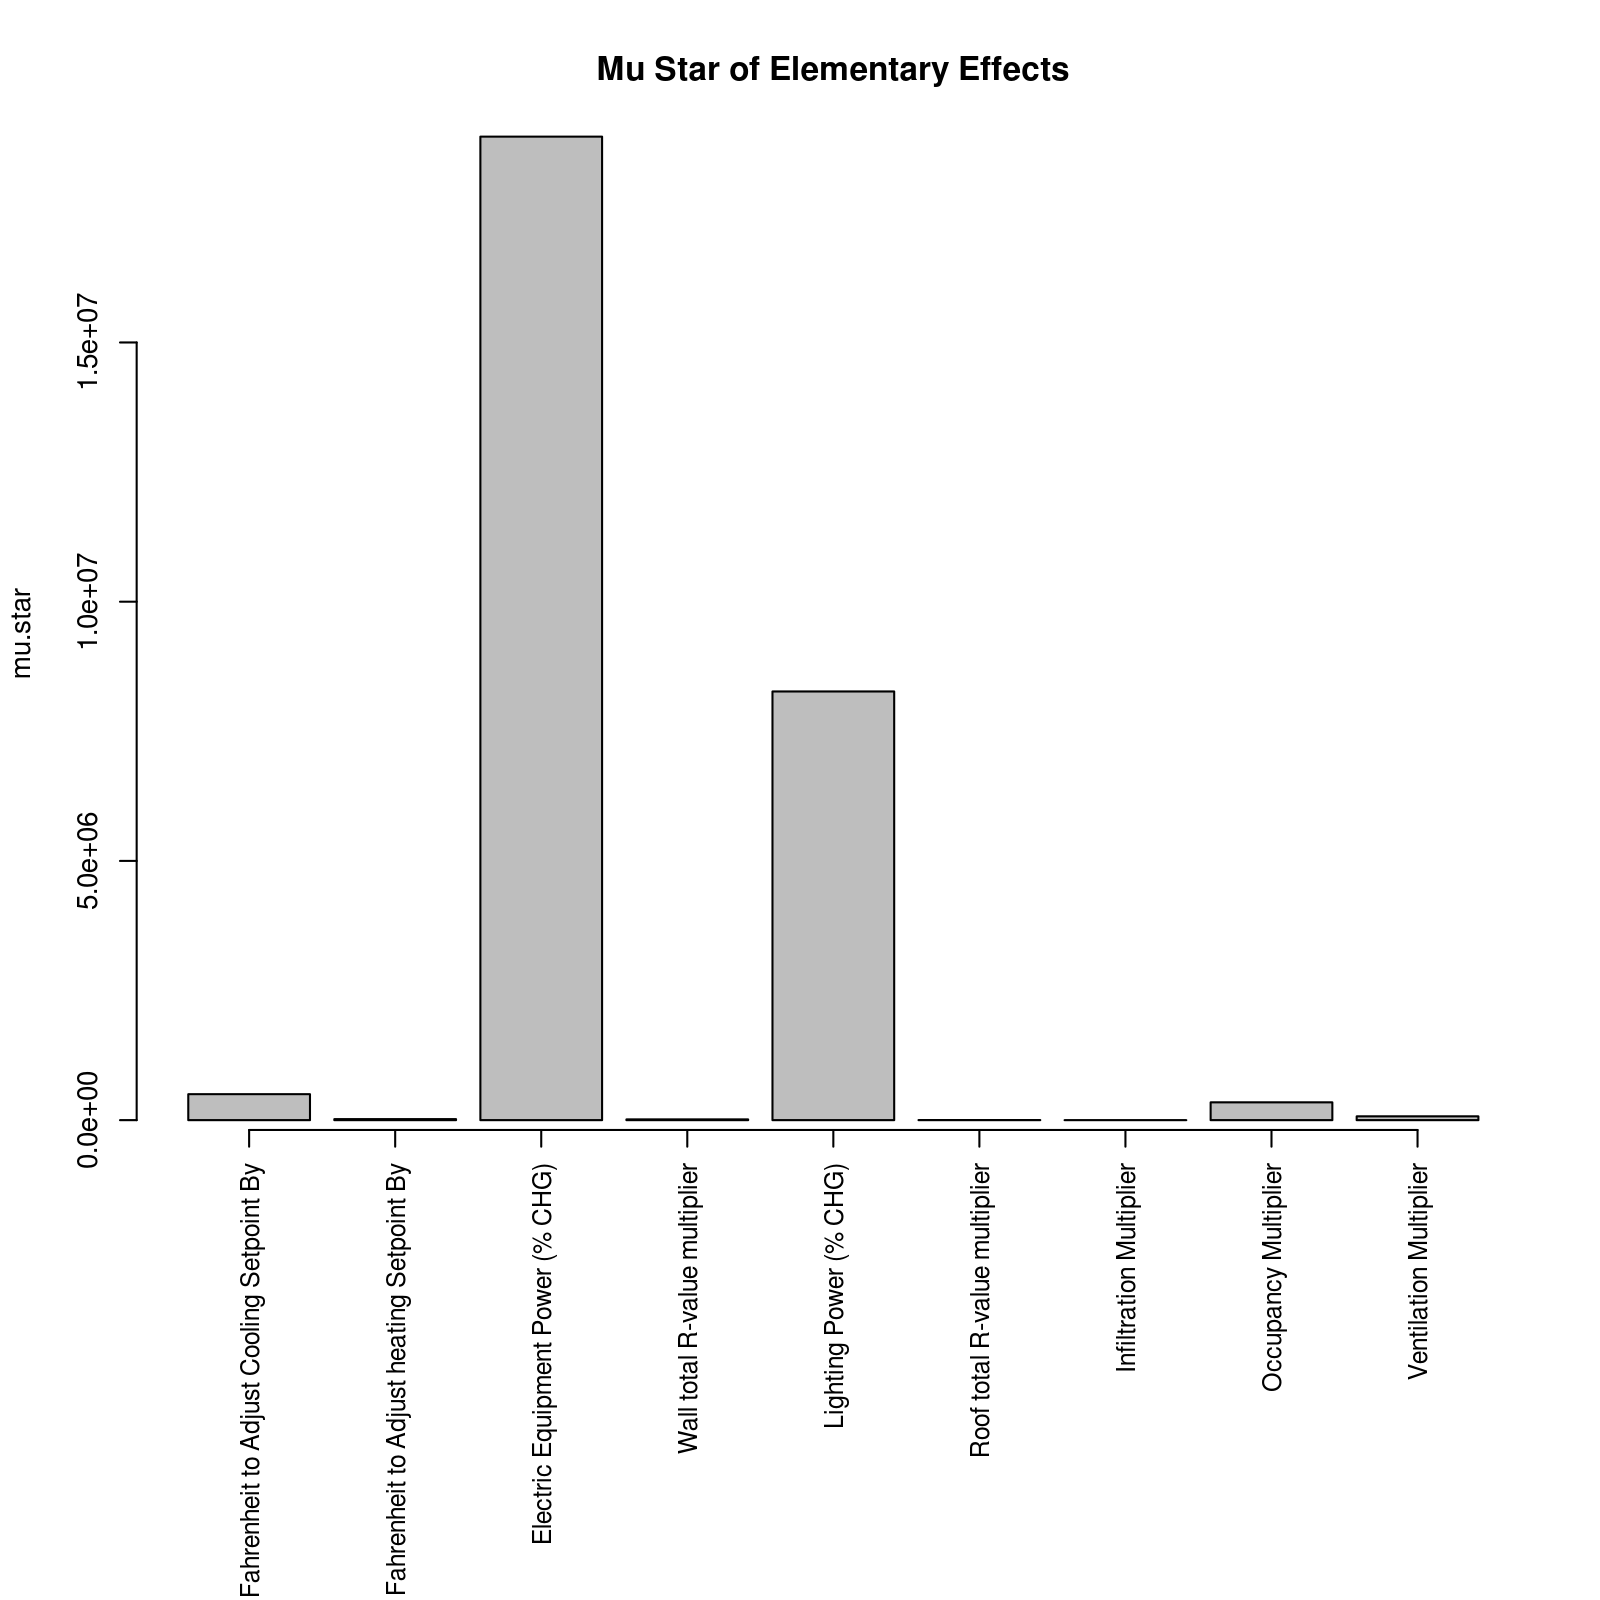 Mu Star of Elementary Effects
mu.star
1.5e+07
1.0e+07
5.0e+06
0.0e+00
Fahrenheit to Adjust Cooling Setpoint By
Fahrenheit to Adjust heating Setpoint By
Electric Equipment Power (% CHG)
Wall total R-value multiplier
Lighting Power (% CHG)
Roof total R-value multiplier
Infiltration Multiplier
Occupancy Multiplier
Ventilation Multiplier